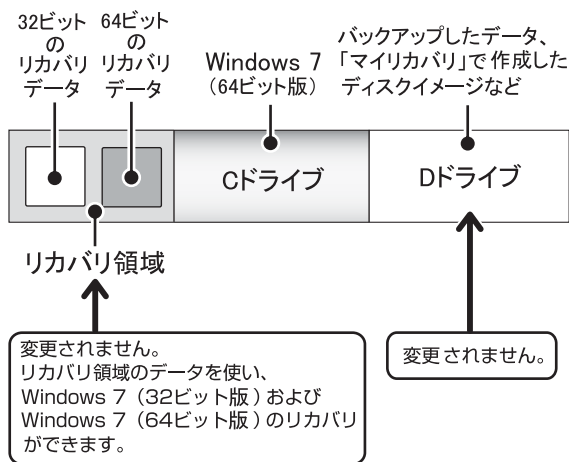 32ビット
の
リカバリ
データ
64ビット
の
リカバリ
データ
Windows 7
（64ビット版）
バックアップしたデータ、
「マイリカバリ」で作成した
ディスクイメージなど
Cドライブ
Dドライブ
リカバリ領域
変更されません。
リカバリ領域のデータを使い、
Windows 7（32ビット版）および
Windows 7（64ビット版）のリカバリ
ができます。
変更されません。